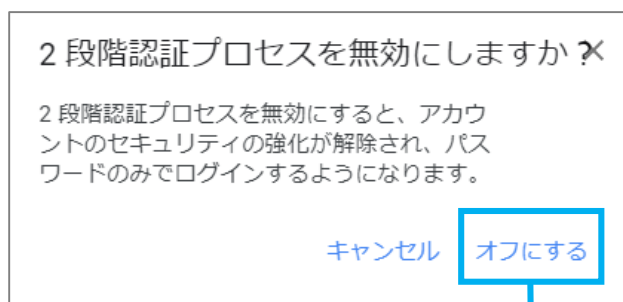 2 段階認証プロセスを無効にしますか ?
2 段階認証プロセスを無効にすると、アカウ
ントのセキュリティの強化が解除され、パス
ワードのみでログインするようになります。
キャンセル オフにする